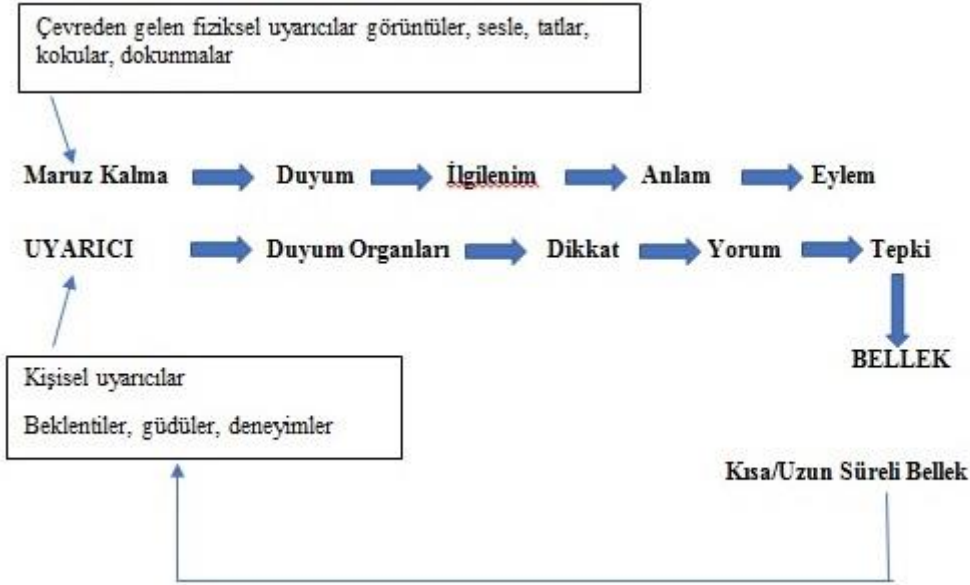 Çevreden gelen fiziksel uyarıcılar görüntüler, sesle, tatlar,
kokular, dokunmalar
Maruz Kalma Duyum İlgilenim Anlam Eylem
UYARICI Duyum Organları Dikkat Yorum Tepki
BELLEK
Kişisel uyarıcılar
Beklentiler, güdüler, deneyimler
Kısa/Uzun Süreli Bellek